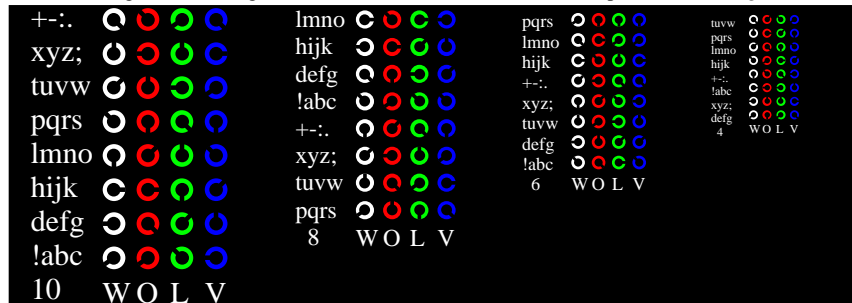 +-:.
xyz;
tuvw
pqrs
lmno
hijk
defg
!abc
10 W O L V
lmno
hijk
defg
!abc
+-:.
xyz;
tuvw
pqrs
8 W O L V
pqrs
lmno
hijk
+-:.
xyz;
tuvw
defg
!abc
6 W O L V
tuvw
pqrs
lmno
hijk
+-:.
!abc
xyz;
defg
4 W O L V